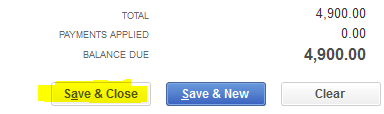 TOTAL 4,900.00
PAYMENTS APPLIED 0.00
BALANCE DUE 4,900.00
Save & Close Save & New Clear